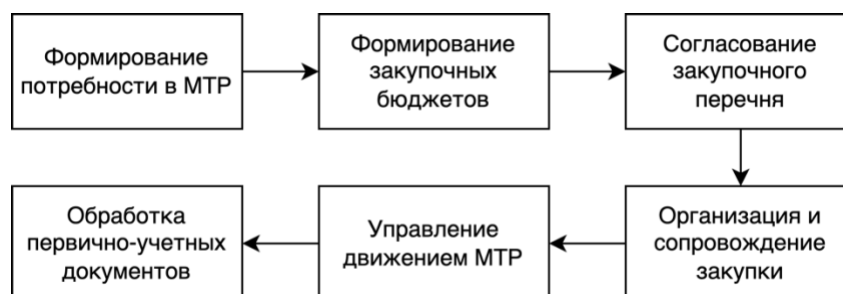 Формирование
потребности в МТР
Формирование
закупочных
бюджетов
Согласование
закупочного
перечня
Организация и
сопровождение
закупки
Управление
движением МТР
Обработка
первично-учетных
документов